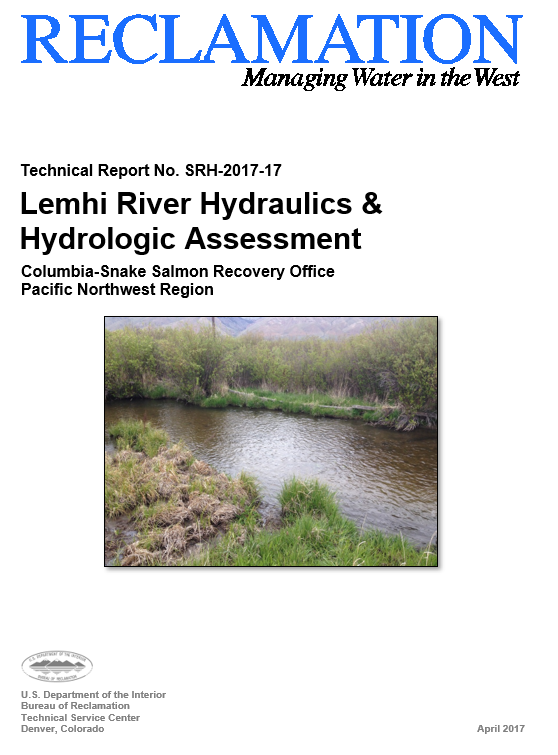 RECLAMATION
Managing Water in the West
Technical Report No. SRH-2017-17
Lemhi River Hydraulics &
Hydrologic Assessment
Columbia-Snake Salmon Recovery Office
Pacific Northwest Region
U.S. DEPARTMENT OF THE INTERIOR
BUREAU OF RECLAMATION
U.S. Department of the Interior
Bureau of Reclamation
Technical Service Center
Denver, Colorado
April 2017